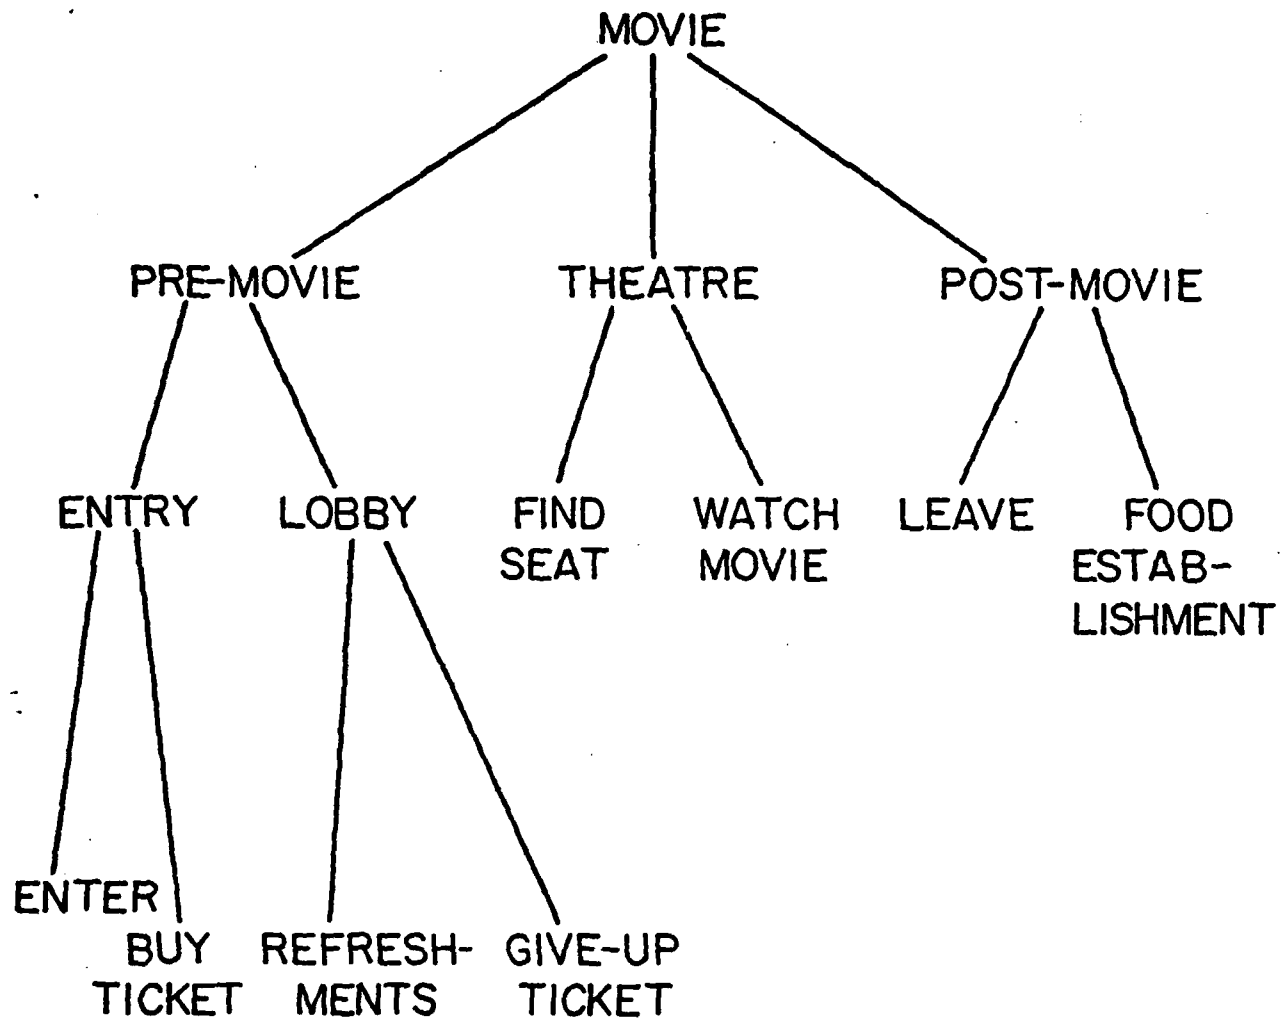 MOVIE
PRE-MOVIE
THEATRE
POST-MOVIE
ENTRY
LOBBY
FIND
SEAT
WATCH
MOVIE
LEAVE
FOOD
ESTAB-
LISHMENT
ENTER
BUY
TICKET
REFRESH-
MENTS
GIVE-UP
TICKET